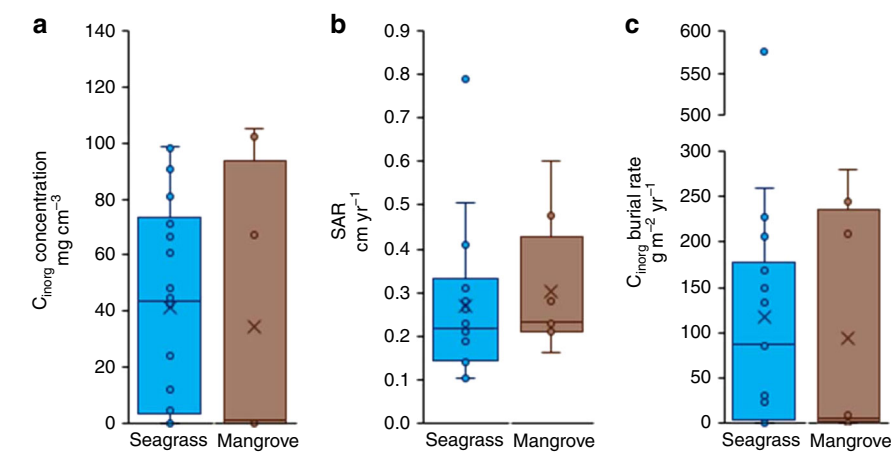 a
C_inorg concentration
mg cm⁻³
140
120
100
80
60
40
20
0
Seagrass Mangrove
b
SAR
cm yr⁻¹
0.9
0.8
0.7
0.6
0.5
0.4
0.3
0.2
0.1
0.0
Seagrass Mangrove
c
C_inorg burial rate
g m⁻² yr⁻¹
600
550
500
300
250
200
150
100
50
0
Seagrass Mangrove